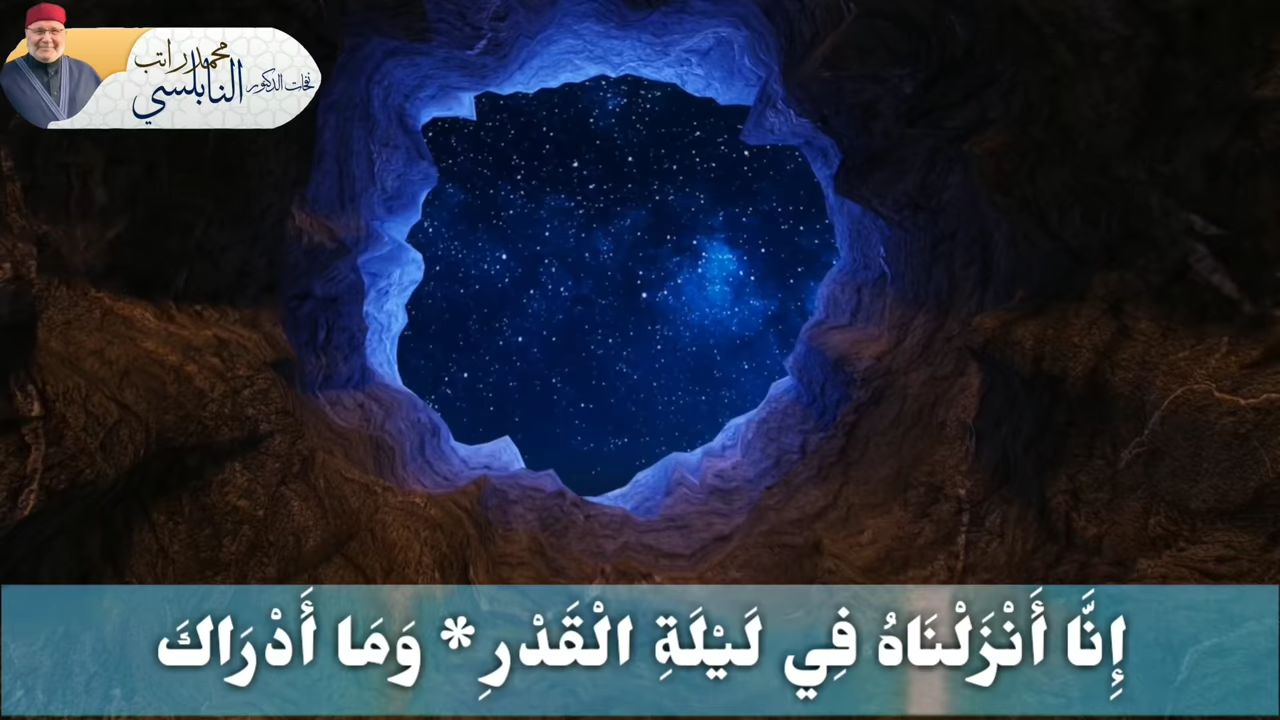 نفحات الدكتور
محمد راتب
النابلسي
إِنَّا أَنْزَلْنَاهُ فِي لَيْلَةِ الْقَدْرِ * وَمَا أَدْرَاكَ